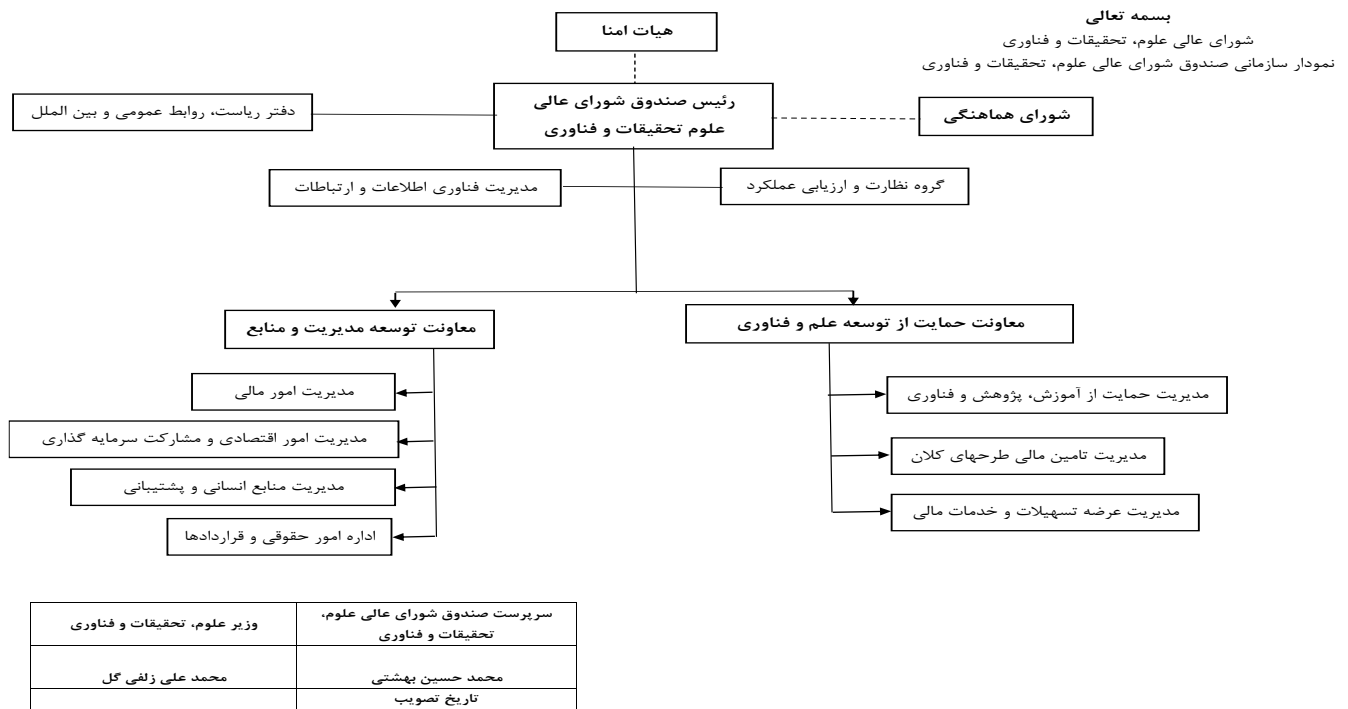 بسمه تعالی
شورای عالی علوم، تحقیقات و فناوری
نمودار سازمانی صندوق شورای عالی علوم، تحقیقات و فناوری
هیات امنا
رئیس صندوق شورای عالی
علوم تحقیقات و فناوری
شورای هماهنگی
دفتر ریاست، روابط عمومی و بین الملل
گروه نظارت و ارزیابی عملکرد
مدیریت فناوری اطلاعات و ارتباطات
معاونت حمایت از توسعه علم و فناوری
مدیریت حمایت از آموزش، پژوهش و فناوری
مدیریت تامین مالی طرحهای کلان
مدیریت عرضه تسهیلات و خدمات مالی
معاونت توسعه مدیریت و منابع
مدیریت امور مالی
مدیریت امور اقتصادی و مشارکت سرمایه گذاری
مدیریت منابع انسانی و پشتیبانی
اداره امور حقوقی و قراردادها
سرپرست صندوق شورای عالی علوم،
تحقیقات و فناوری
وزیر علوم، تحقیقات و فناوری
محمد حسین بهشتی
محمد علی زلفی گل
تاریخ تصویب